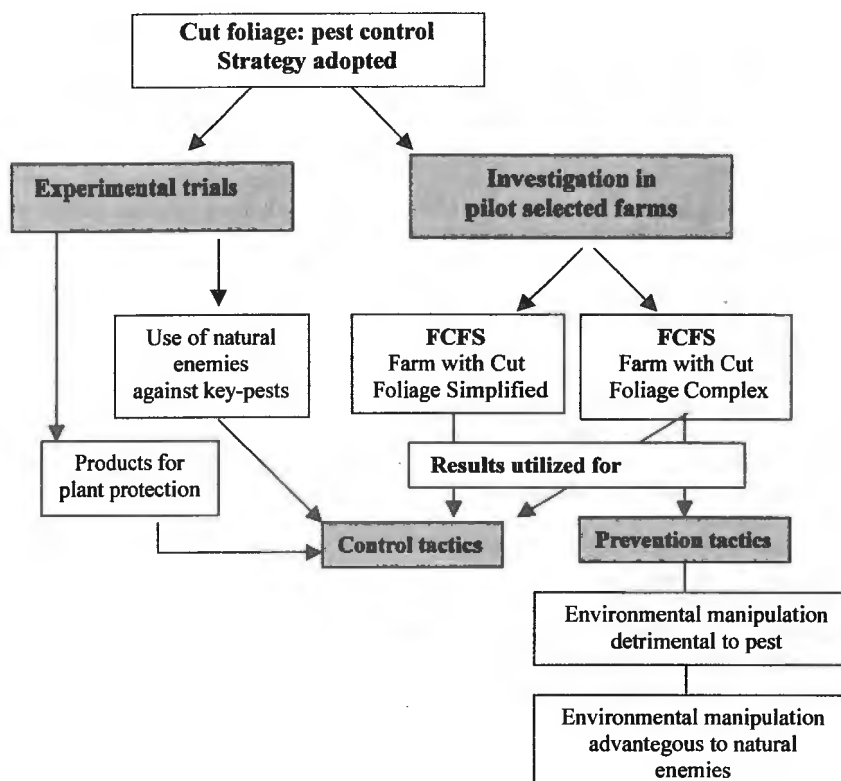 Cut foliage: pest control
Strategy adopted
Experimental trials
Investigation in
pilot selected farms
Use of natural
enemies
against key-pests
FCFS
Farm with Cut
Foliage Simplified
FCFS
Farm with Cut
Foliage Complex
Products for
plant protection
Results utilized for
Control tactics
Prevention tactics
Environmental manipulation
detrimental to pest
Environmental manipulation
advantegous to natural
enemies